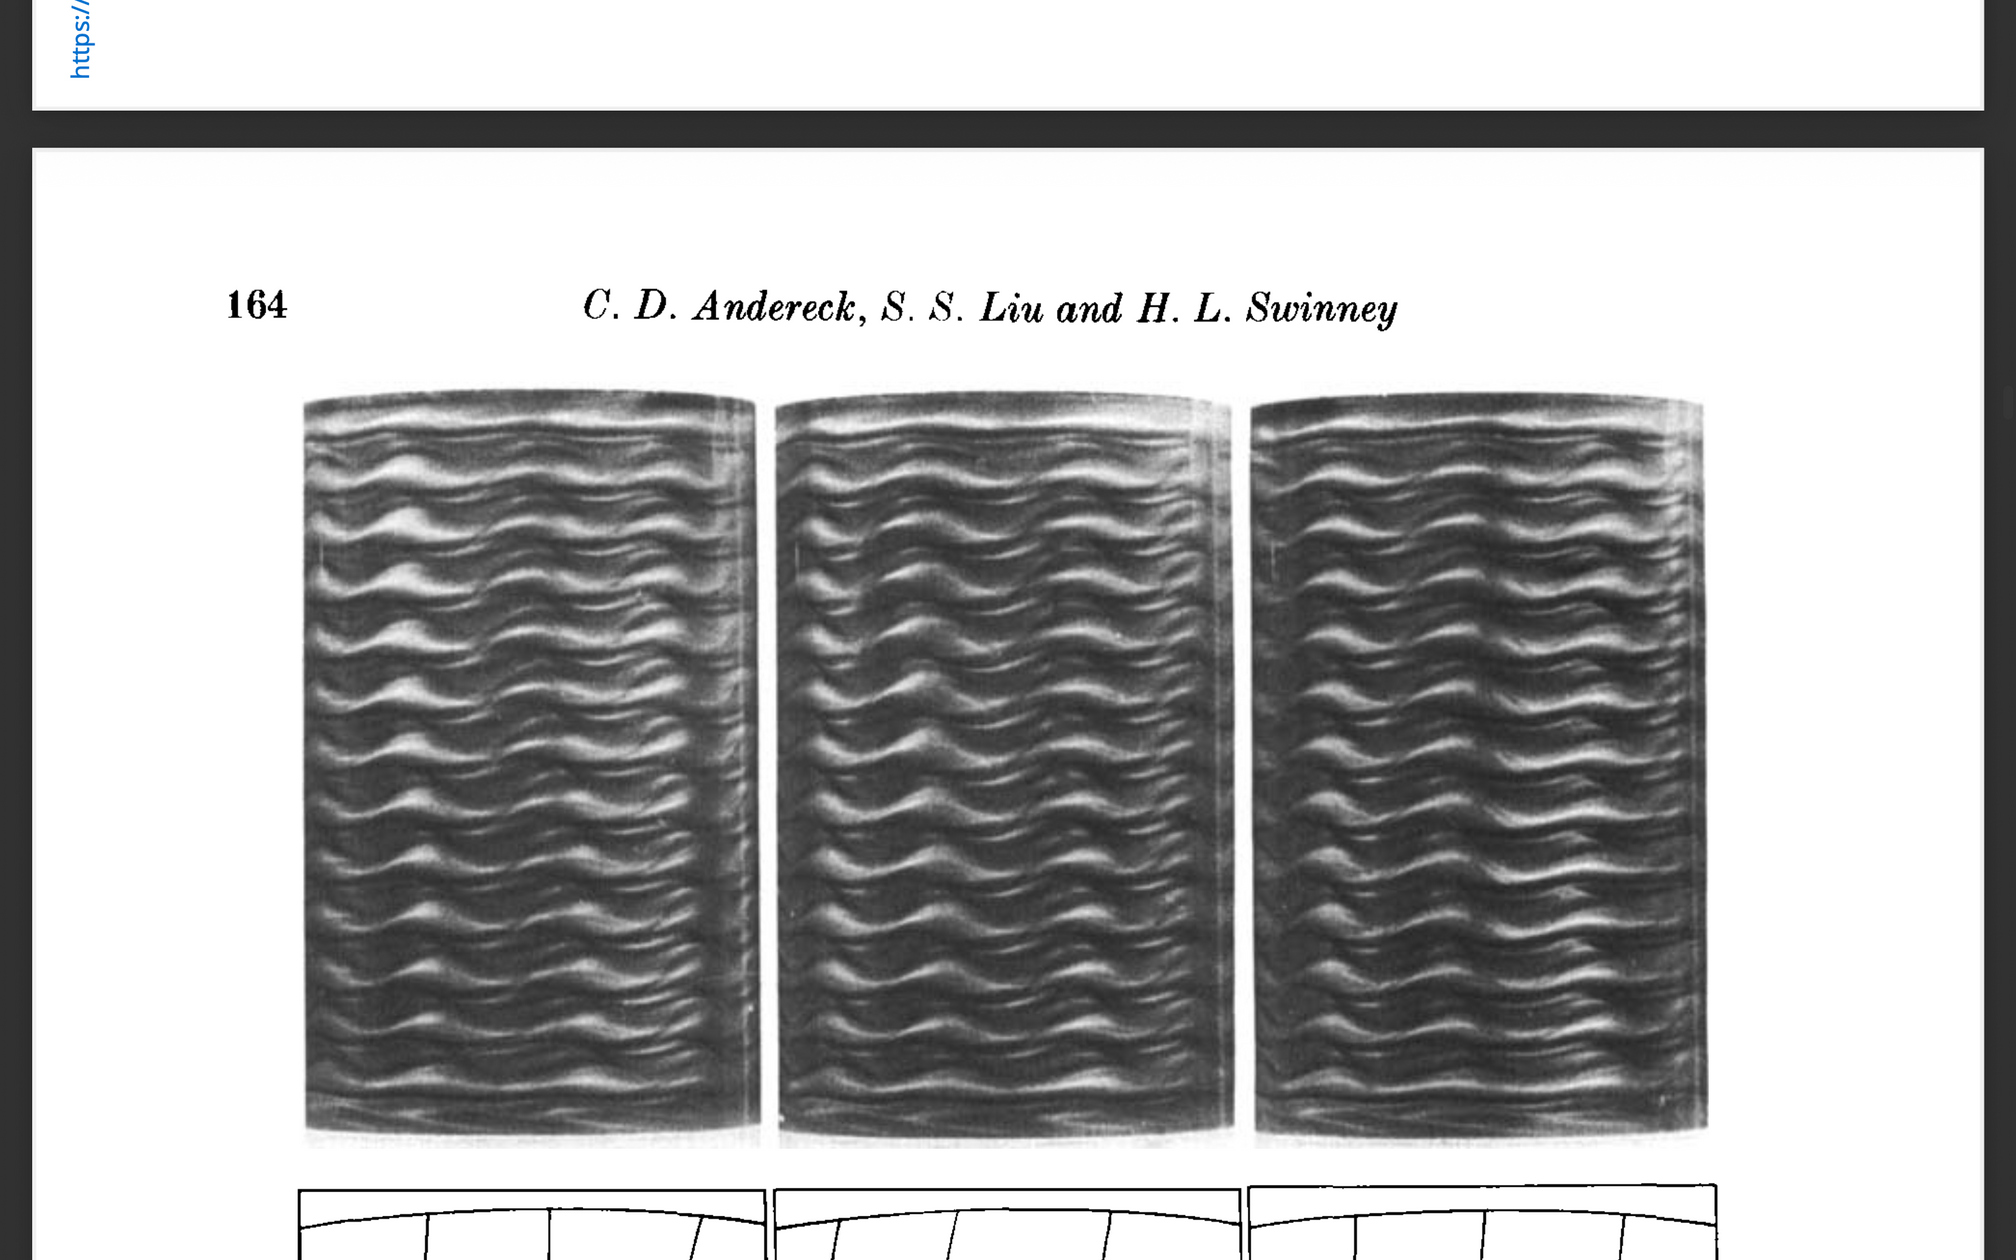 https://
164
C. D. Andereck, S. S. Liu and H. L. Swinney